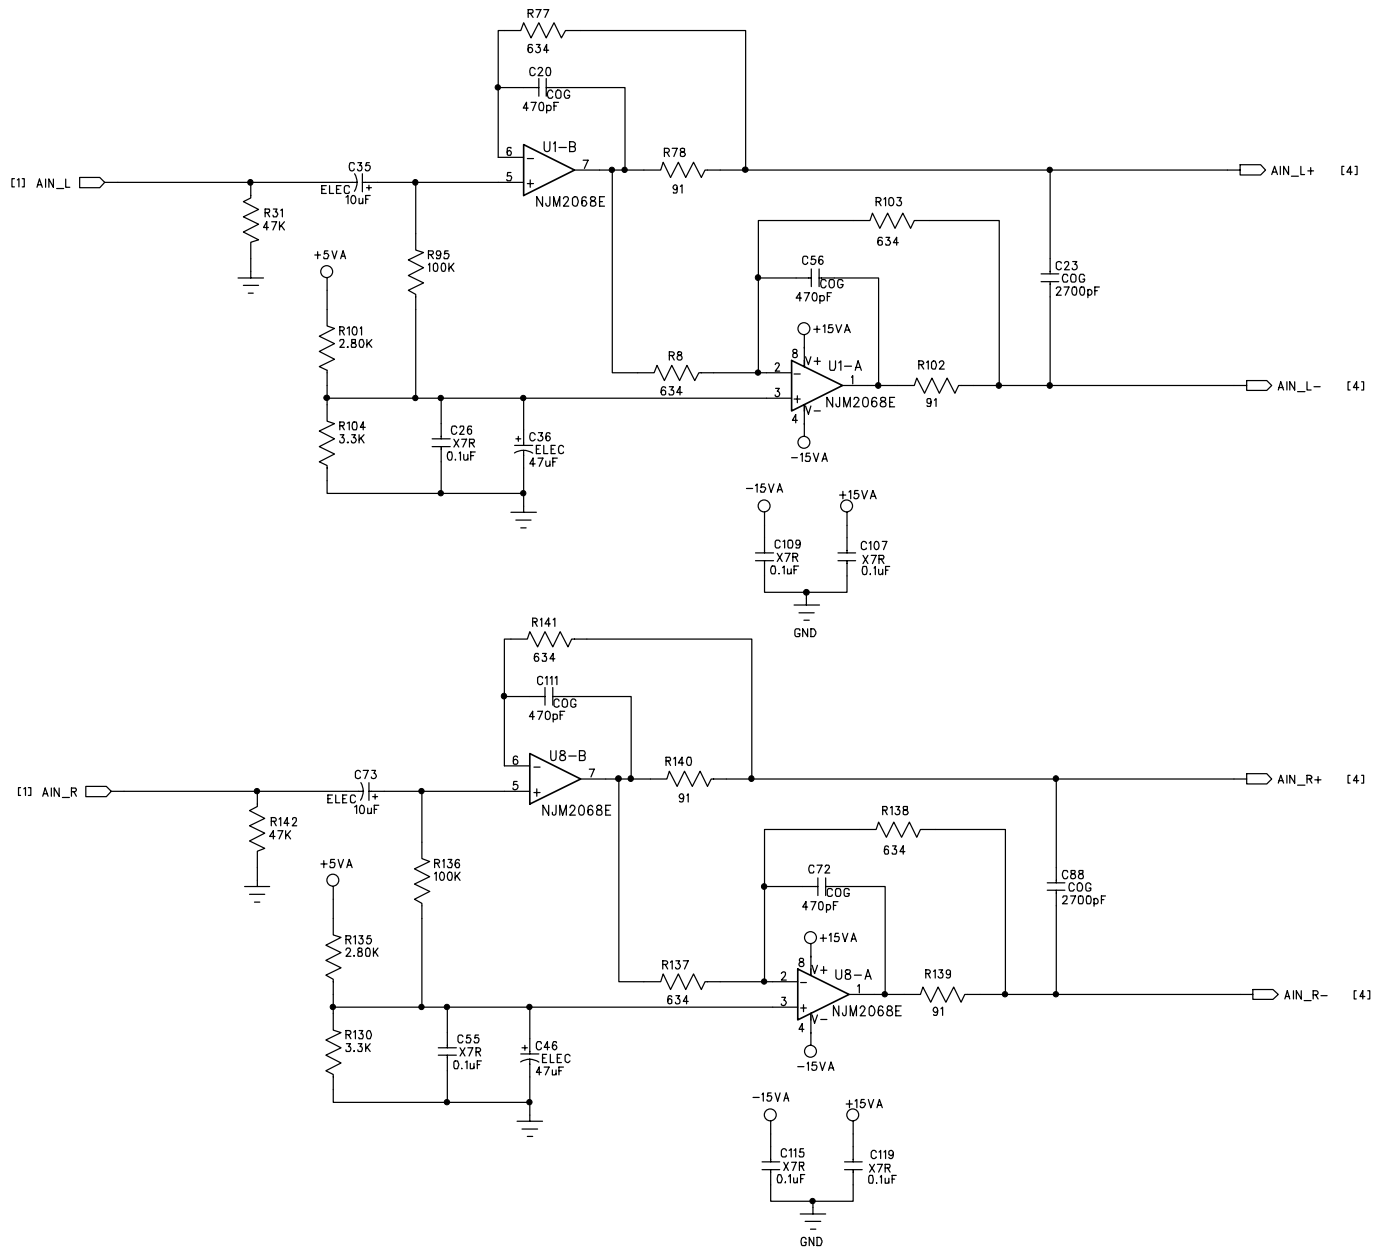 R77
634
C20
COG
470pF
6
−
U1-B
7
5
+
NJM2068E
R78
91
[1] AIN_L
C35
ELEC
+
10uF
R31
47K
AIN_L+ [4]
R103
634
+5VA
R95
100K
C56
COG
470pF
C23
COG
2700pF
R101
2.80K
+15VA
8
V+
R8
634
2
−
U1-A
1
3
+
NJM2068E
V−
4
−15VA
R102
91
AIN_L− [4]
R104
3.3K
C26
X7R
0.1uF
+
C36
ELEC
47uF
−15VA
+15VA
C109
X7R
0.1uF
C107
X7R
0.1uF
GND
R141
634
C111
COG
470pF
6
−
U8-B
7
5
+
NJM2068E
R140
91
[1] AIN_R
C73
ELEC
+
10uF
R142
47K
AIN_R+ [4]
R138
634
+5VA
R136
100K
C72
COG
470pF
C88
COG
2700pF
R135
2.80K
+15VA
8
V+
R137
634
2
−
U8-A
1
3
+
NJM2068E
V−
4
−15VA
R139
91
AIN_R− [4]
R130
3.3K
C55
X7R
0.1uF
+
C46
ELEC
47uF
−15VA
+15VA
C115
X7R
0.1uF
C119
X7R
0.1uF
GND